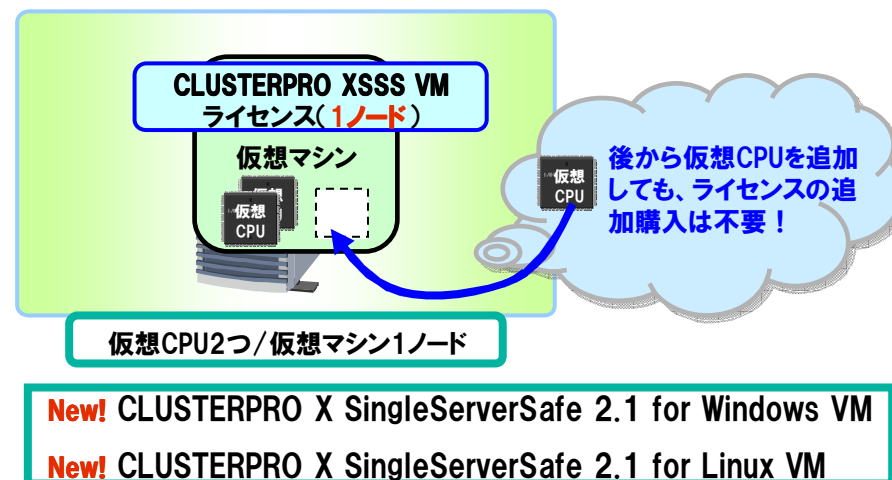 CLUSTERPRO XSSS VM
ライセンス(1ノード)
仮想マシン
仮想
仮想
CPU
仮想
CPU
後から仮想CPUを追加
しても、ライセンスの追
加購入は不要！
仮想CPU2つ/仮想マシン1ノード
New! CLUSTERPRO X SingleServerSafe 2.1 for Windows VM
New! CLUSTERPRO X SingleServerSafe 2.1 for Linux VM